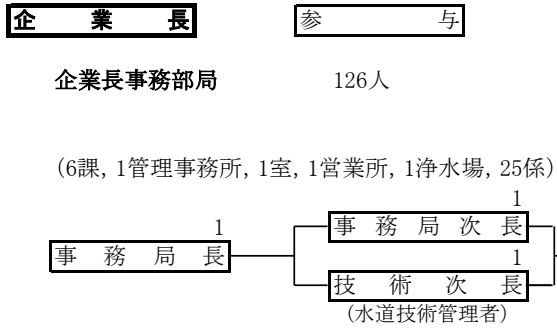 企業長 参与
企業長事務部局 126人
(6課, 1管理事務所, 1室, 1営業所, 1浄水場, 25係)
1
1 事務局次長
事務局長 1
技術次長
(水道技術管理者)